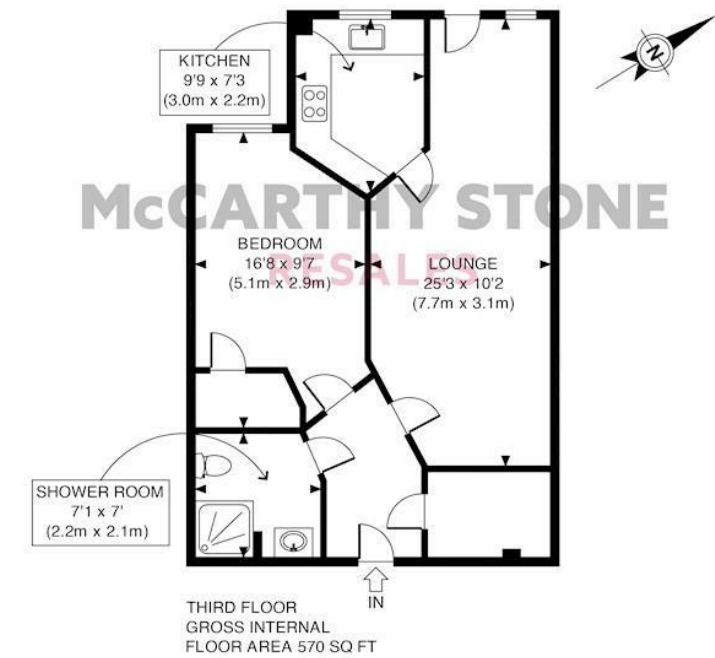 KITCHEN
9'9 x 7'3
(3.0m x 2.2m)
N
McCARTHY STONE
RESALES
BEDROOM
16'8 x 9'7
(5.1m x 2.9m)
LOUNGE
25'3 x 10'2
(7.7m x 3.1m)
SHOWER ROOM
7'1 x 7'
(2.2m x 2.1m)
IN
THIRD FLOOR
GROSS INTERNAL
FLOOR AREA 570 SQ FT